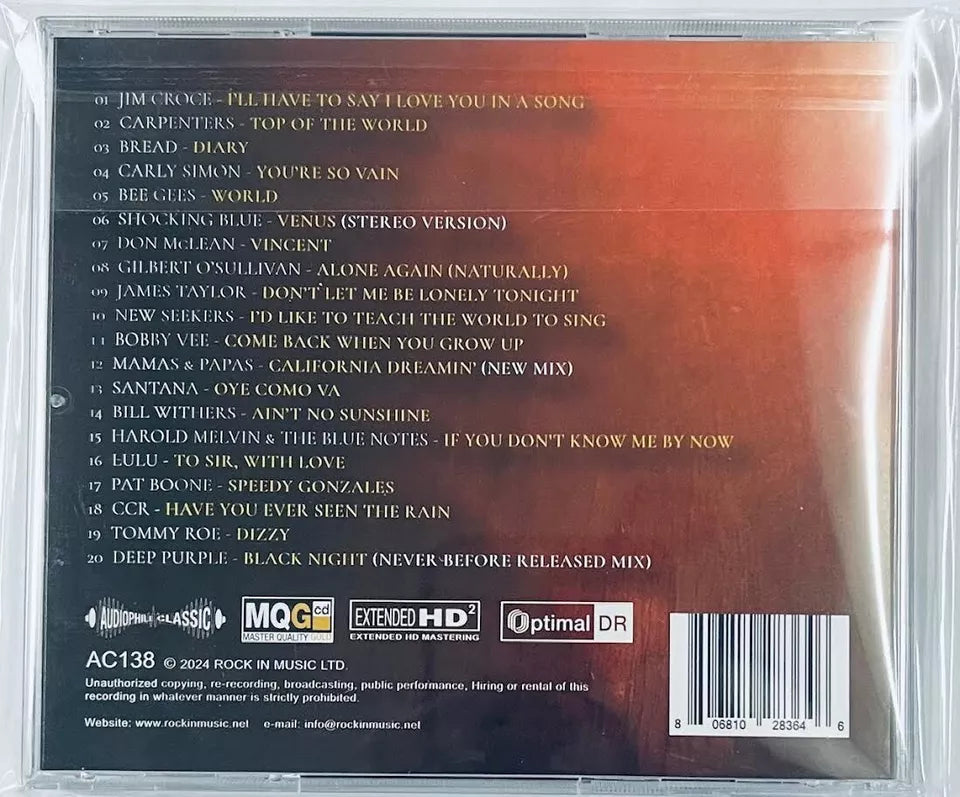 01 JIM CROCE - I'LL HAVE TO SAY I LOVE YOU IN A SONG
02 CARPENTERS - TOP OF THE WORLD
03 BREAD - DIARY
04 CARLY SIMON - YOU'RE SO VAIN
05 BEE GEES - WORLD
06 SHOCKING BLUE - VENUS (STEREO VERSION)
07 DON McLEAN - VINCENT
08 GILBERT O'SULLIVAN - ALONE AGAIN (NATURALLY)
09 JAMES TAYLOR - DON'T LET ME BE LONELY TONIGHT
10 NEW SEEKERS - I'D LIKE TO TEACH THE WORLD TO SING
11 BOBBY VEE - COME BACK WHEN YOU GROW UP
12 MAMAS & PAPAS - CALIFORNIA DREAMIN' (NEW MIX)
13 SANTANA - OYE COMO VA
14 BILL WITHERS - AIN'T NO SUNSHINE
15 HAROLD MELVIN & THE BLUE NOTES - IF YOU DON'T KNOW ME BY NOW
16 LULU - TO SIR, WITH LOVE
17 PAT BOONE - SPEEDY GONZALES
18 CCR - HAVE YOU EVER SEEN THE RAIN
19 TOMMY ROE - DIZZY
20 DEEP PURPLE - BLACK NIGHT (NEVER BEFORE RELEASED MIX)
AUDIOPHILE CLASSIC
MQG cd
MASTER QUALITY GOLD
EXTENDED HD2
EXTENDED HD MASTERING
Optimal DR
AC138 © 2024 ROCK IN MUSIC LTD.
Unauthorized copying, re-recording, broadcasting, public performance, Hiring or rental of this
recording in whatever manner is strictly prohibited.
Website: www.rockinmusic.net e-mail: info@rockinmusic.net
8 06810 28364 6